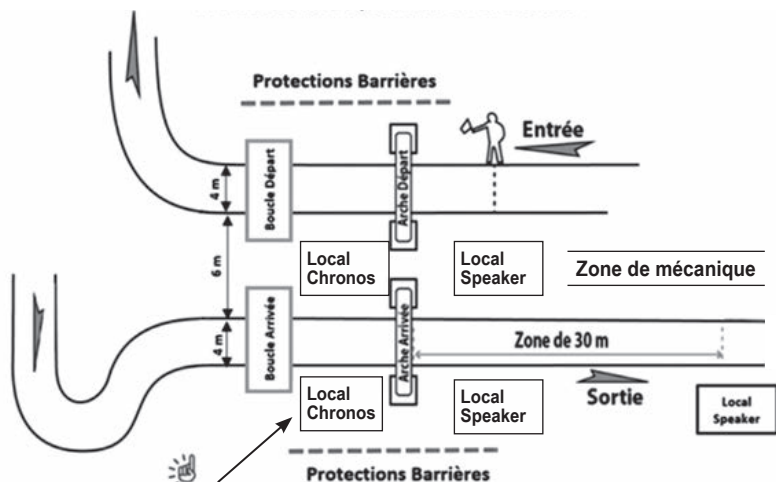 Protections Barrières
Entrée
4 m
Boucle Départ
Arche Départ
6 m
Local
Chronos
Local
Speaker
Zone de mécanique
4 m
Boucle Arrivée
Arche Arrivée
Zone de 30 m
Local
Chronos
Local
Speaker
Sortie
Local
Speaker
Protections Barrières